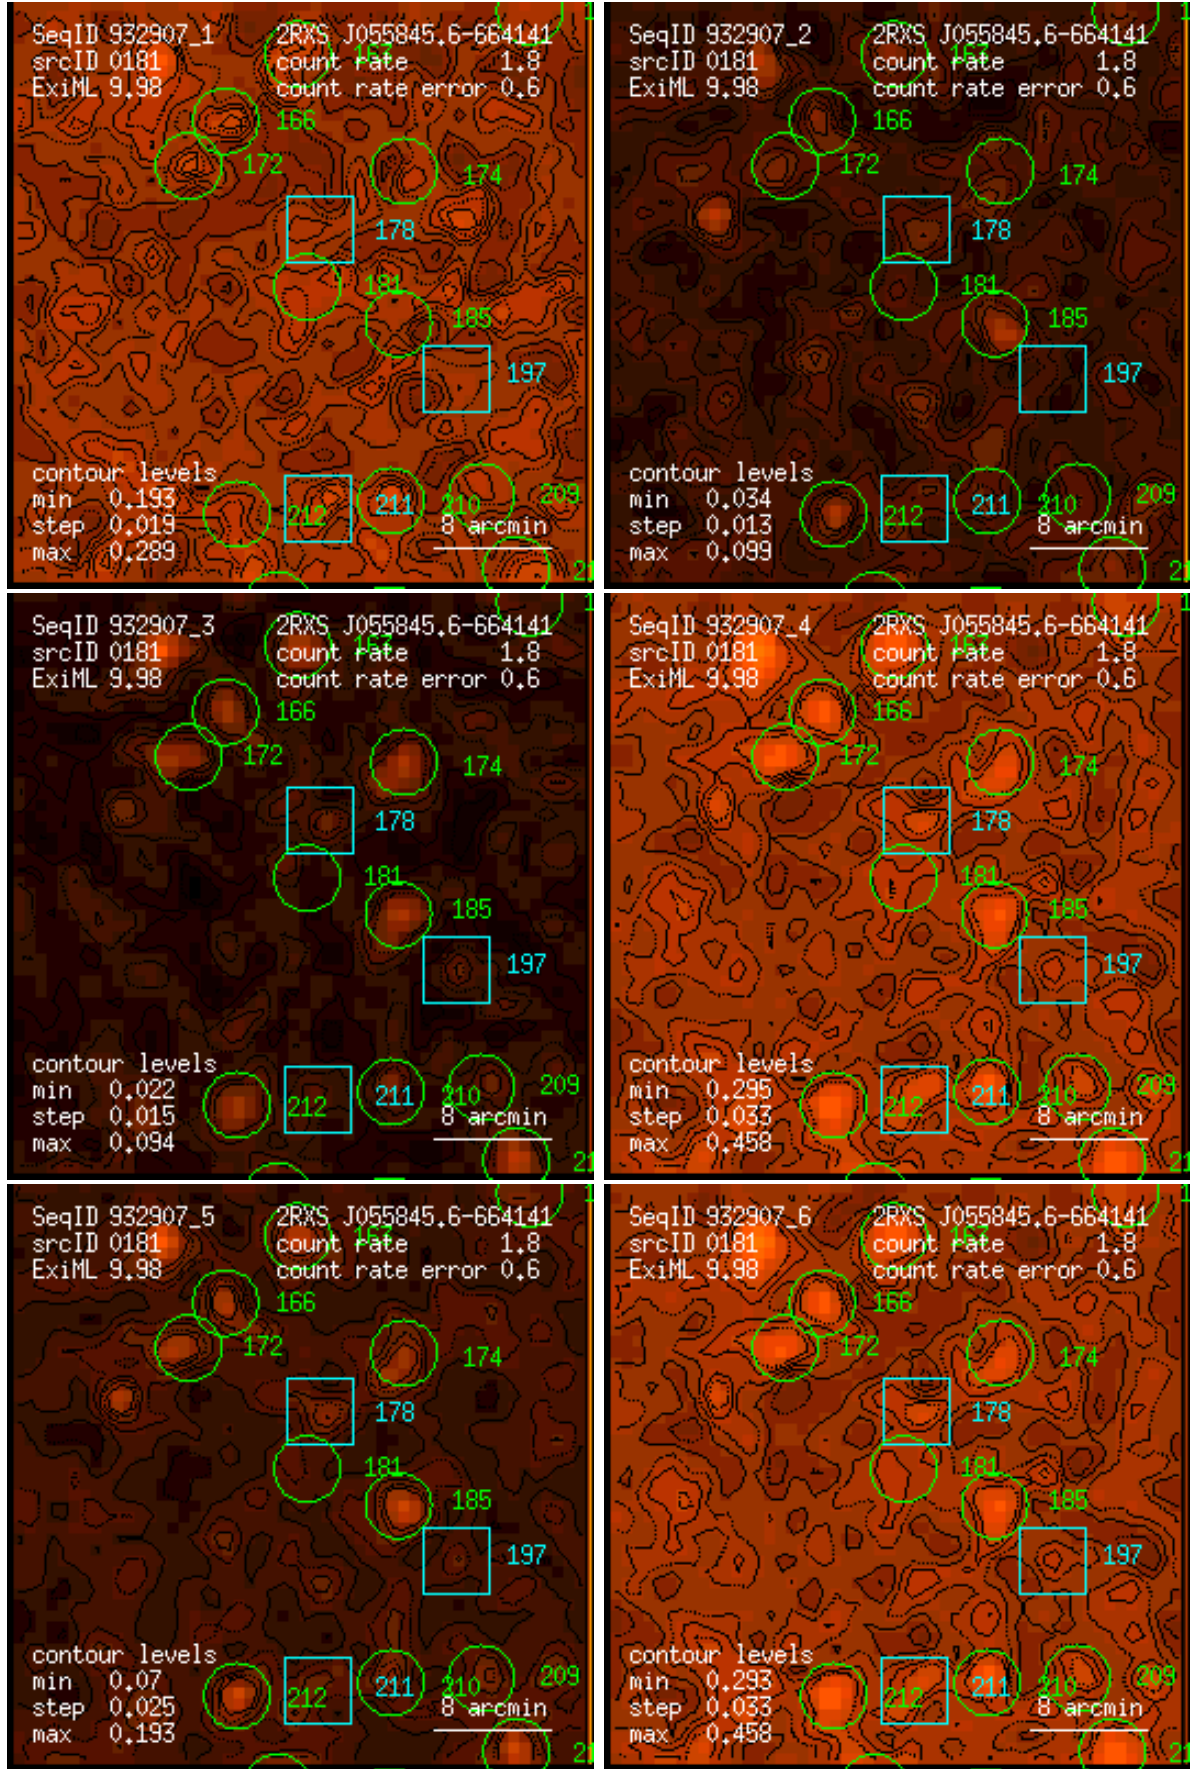 SeqID 932907_1 2RXS J055845.6-664141
srcID 0181 count rate 1.8
ExiML 9.98 count rate error 0.6
167
166
172
174
178
181
185
197
contour levels
min 0.193
step 0.019
max 0.289
212 211 210 209
8 arcmin
21
SeqID 932907_2 2RXS J055845.6-664141
srcID 0181 count rate 1.8
ExiML 9.98 count rate error 0.6
167
166
172
174
178
181
185
197
contour levels
min 0.034
step 0.013
max 0.099
212 211 210 209
8 arcmin
21
SeqID 932907_3 2RXS J055845.6-664141
srcID 0181 count rate 1.8
ExiML 9.98 count rate error 0.6
167
166
172
174
178
181
185
197
contour levels
min 0.022
step 0.015
max 0.094
212 211 210 209
8 arcmin
21
SeqID 932907_4 2RXS J055845.6-664141
srcID 0181 count rate 1.8
ExiML 9.98 count rate error 0.6
167
166
172
174
178
181
185
197
contour levels
min 0.295
step 0.033
max 0.458
212 211 210 209
8 arcmin
21
SeqID 932907_5 2RXS J055845.6-664141
srcID 0181 count rate 1.8
ExiML 9.98 count rate error 0.6
167
166
172
174
178
181
185
197
contour levels
min 0.07
step 0.025
max 0.193
212 211 210 209
8 arcmin
21
SeqID 932907_6 2RXS J055845.6-664141
srcID 0181 count rate 1.8
ExiML 9.98 count rate error 0.6
167
166
172
174
178
181
185
197
contour levels
min 0.293
step 0.033
max 0.458
212 211 210 209
8 arcmin
21